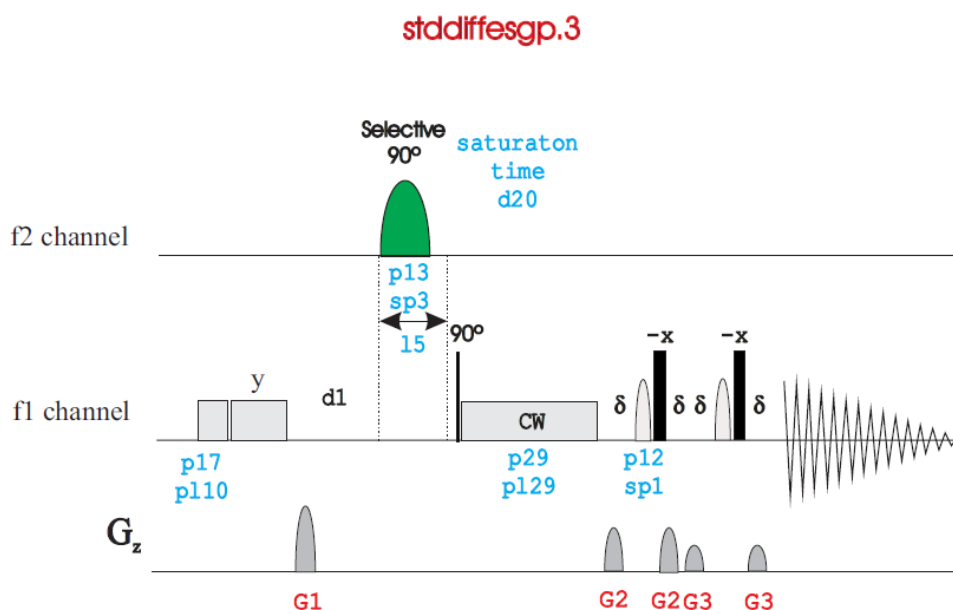 stddiffesgp.3
Selective
90º
saturaton
time
d20
f2 channel
p13
sp3
l5
90º
-x
-x
y
d1
f1 channel
CW
δ
δ
δ
δ
p17
pl10
p29
pl29
p12
sp1
Gz
G1
G2
G2
G3
G3